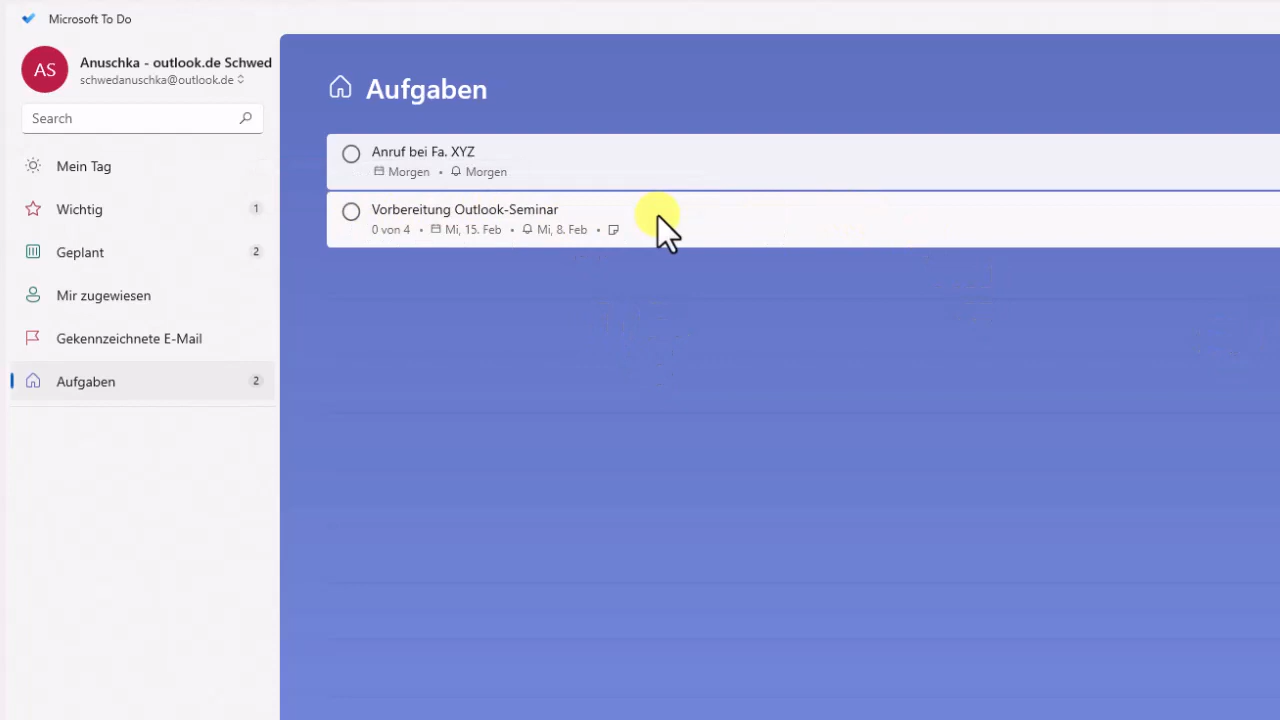 Microsoft To Do
AS
Anuschka - outlook.de Schwed
schwedanuschka@outlook.de
Search
Mein Tag
Wichtig 1
Geplant 2
Mir zugewiesen
Gekennzeichnete E-Mail
Aufgaben 2
Aufgaben
Anruf bei Fa. XYZ
Morgen • Morgen
Vorbereitung Outlook-Seminar
0 von 4 • Mi, 15. Feb • Mi, 8. Feb •